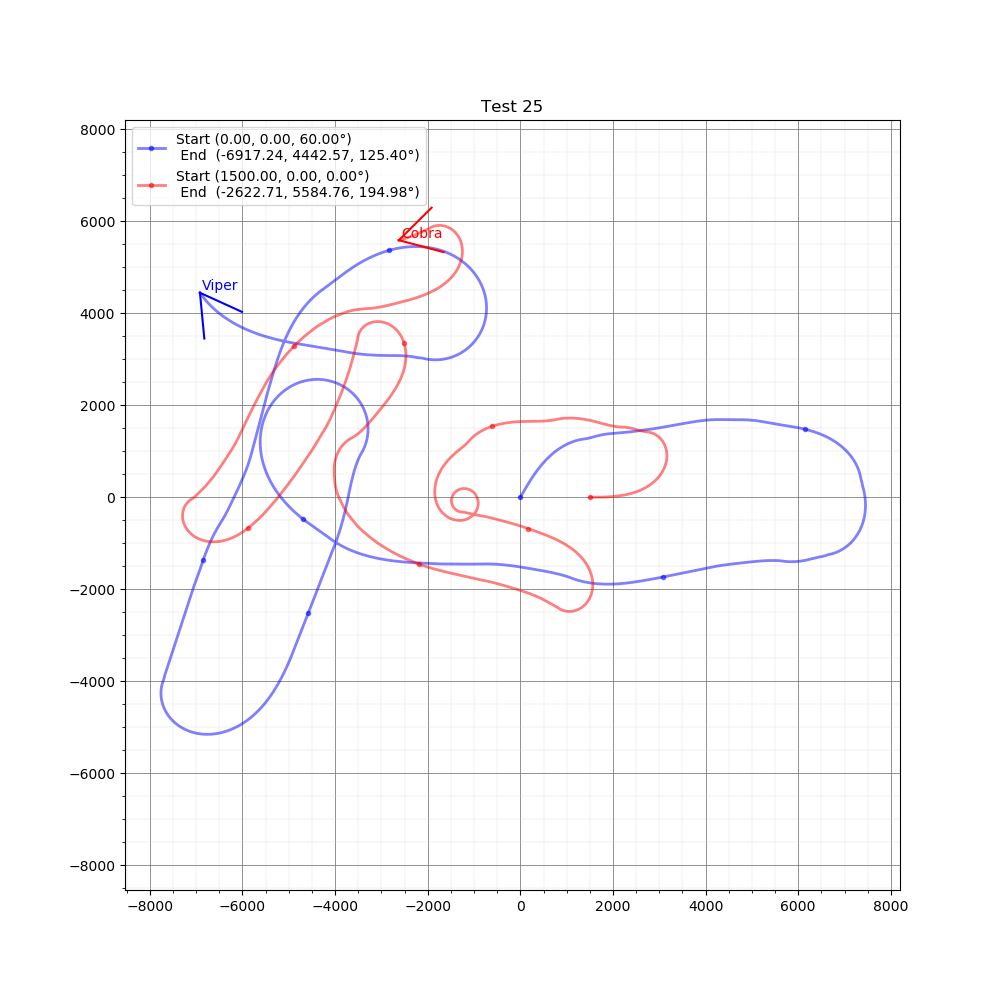 Test 25
Start (0.00, 0.00, 60.00°)
End (-6917.24, 4442.57, 125.40°)
Start (1500.00, 0.00, 0.00°)
End (-2622.71, 5584.76, 194.98°)
8000
6000
4000
2000
0
−2000
−4000
−6000
−8000
Cobra
Viper
−8000 −6000 −4000 −2000 0 2000 4000 6000 8000